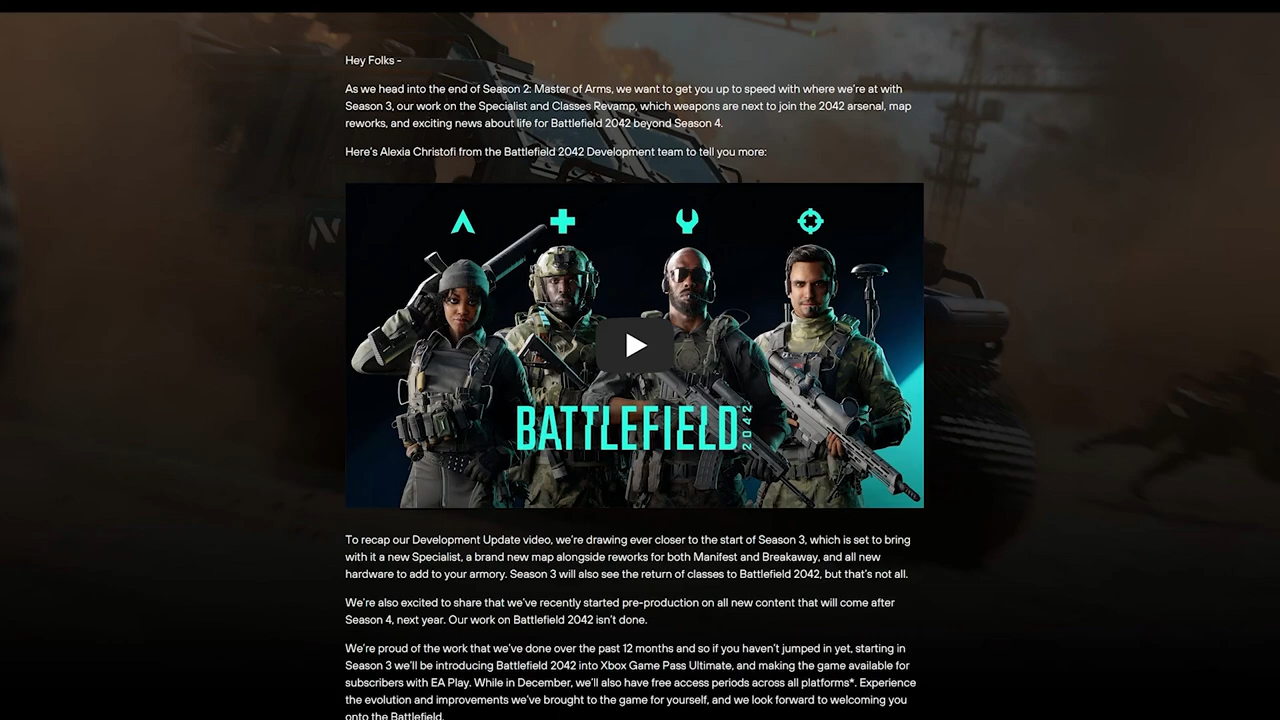 Hey Folks -
As we head into the end of Season 2: Master of Arms, we want to get you up to speed with where we're at with
Season 3, our work on the Specialist and Classes Revamp, which weapons are next to join the 2042 arsenal, map
reworks, and exciting news about life for Battlefield 2042 beyond Season 4.
Here's Alexia Christofi from the Battlefield 2042 Development team to tell you more:
BATTLEFIELD 2042
To recap our Development Update video, we're drawing ever closer to the start of Season 3, which is set to bring
with it a new Specialist, a brand new map alongside reworks for both Manifest and Breakaway, and all new
hardware to add to your armory. Season 3 will also see the return of classes to Battlefield 2042, but that's not all.
We're also excited to share that we've recently started pre-production on all new content that will come after
Season 4, next year. Our work on Battlefield 2042 isn't done.
We're proud of the work that we've done over the past 12 months and so if you haven't jumped in yet, starting in
Season 3 we'll be introducing Battlefield 2042 into Xbox Game Pass Ultimate, and making the game available for
subscribers with EA Play. While in December, we'll also have free access periods across all platforms*. Experience
the evolution and improvements we've brought to the game for yourself, and we look forward to welcoming you
onto the Battlefield.